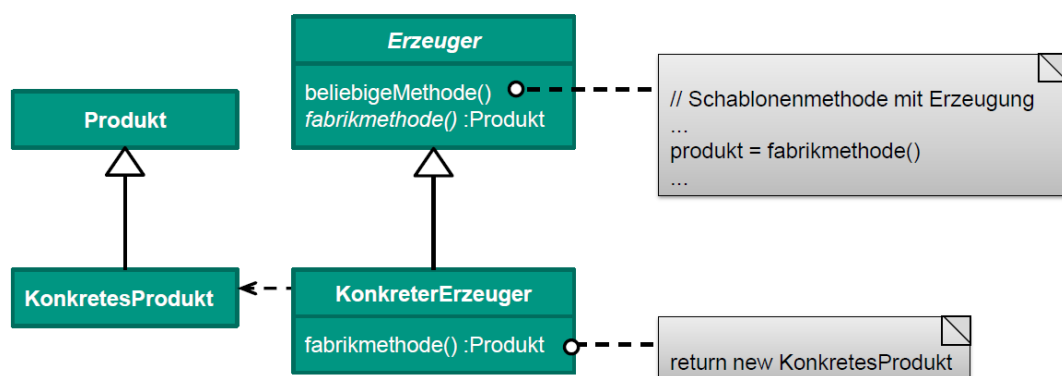 Erzeuger
beliebigeMethode()
fabrikmethode() :Produkt
// Schablonenmethode mit Erzeugung
...
produkt = fabrikmethode()
...
Produkt
KonkretesProdukt
KonkreterErzeuger
fabrikmethode() :Produkt
return new KonkretesProdukt